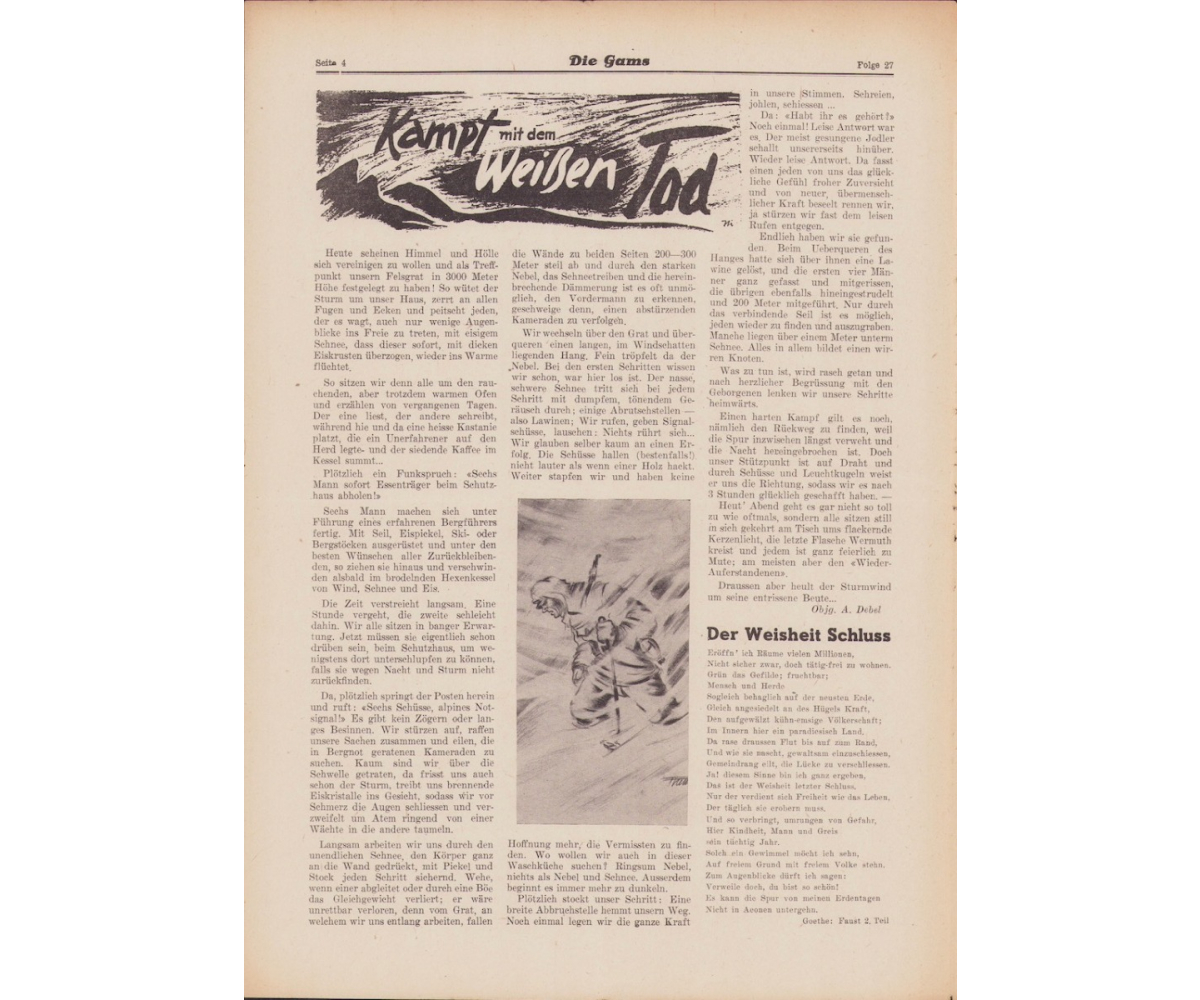 Seite 4
Die Gams
Folge 27
Kampf mit dem
Weißen Tod
Heute scheinen Himmel und Hölle
sich vereinigen zu wollen und als Treff-
punkt unsern Felsgrat in 3000 Meter
Höhe festgelegt zu haben! So wütet der
Sturm um unser Haus, zerrt an allen
Fugen und Ecken und peitscht jeden,
der es wagt, auch nur wenige Augen-
blicke ins Freie zu treten, mit eisigem
Schnee, dass dieser sofort, mit dicken
Eiskrusten überzogen, wieder ins Warme
flüchtet.
So sitzen wir denn alle um den rau-
chenden, aber trotzdem warmen Ofen
und erzählen von vergangenen Tagen.
Der eine liest, der andere schreibt,
während hie und da eine heisse Kastanie
platzt, die ein Unerfahrener auf den
Herd legte- und der siedende Kaffee im
Kessel summt...
Plötzlich ein Funkspruch: «Sechs
Mann sofort Essenträger beim Schutz-
haus abholen!»
Sechs Mann machen sich unter
Führung eines erfahrenen Bergführers
fertig. Mit Seil, Eispickel, Ski- oder
Bergstöcken ausgerüstet und unter den
besten Wünschen aller Zurückbleiben-
den, so ziehen sie hinaus und verschwin-
den alsbald im brodelnden Hexenkessel
von Wind, Schnee und Eis.
Die Zeit verstreicht langsam. Eine
Stunde vergeht, die zweite schleicht
dahin. Wir alle sitzen in banger Erwar-
tung. Jetzt müssen sie eigentlich schon
drüben sein, beim Schutzhaus, um we-
nigstens dort unterschlupfen zu können,
falls sie wegen Nacht und Sturm nicht
zurückfinden.
Da, plötzlich springt der Posten herein
und ruft: «Sechs Schüsse, alpines Not-
signal!» Es gibt kein Zögern oder lan-
ges Besinnen. Wir stürzen auf, raffen
unsere Sachen zusammen und eilen, die
in Bergnot geratenen Kameraden zu
suchen. Kaum sind wir über die
Schwelle getraten, da frisst uns auch
schon der Sturm, treibt uns brennende
Eiskristalle ins Gesicht, sodass wir vor
Schmerz die Augen schliessen und ver-
zweifelt um Atem ringend von einer
Wächte in die andere taumeln.
Langsam arbeiten wir uns durch den
unendlichen Schnee, den Körper ganz
an die Wand gedrückt, mit Pickel und
Stock jeden Schritt sichernd. Wehe,
wenn einer abgleitet oder durch eine Böe
das Gleichgewicht verliert; er wäre
unrettbar verloren, denn vom Grat, an
welchem wir uns entlang arbeiten, fallen
die Wände zu beiden Seiten 200—300
Meter steil ab und durch den starken
Nebel, das Schneetreiben und die herein-
brechende Dämmerung ist es oft unmö-
glich, den Vordermann zu erkennen,
geschweige denn, einen abstürzenden
Kameraden zu verfolgen.
Wir wechseln über den Grat und über-
queren einen langen, im Windschatten
liegenden Hang. Fein tröpfelt da der
Nebel. Bei den ersten Schritten wissen
wir schon, war hier los ist. Der nasse,
schwere Schnee tritt sich bei jedem
Schritt mit dumpfem, tönendem Ge-
räusch durch; einige Abrutschstellen —
also Lawinen; Wir rufen, geben Signal-
schüsse, lauschen: Nichts rührt sich...
Wir glauben selber kaum an einen Er-
folg. Die Schüsse hallen (bestenfalls!)
nicht lauter als wenn einer Holz hackt.
Weiter stapfen wir und haben keine
Hoffnung mehr, die Vermissten zu fin-
den. Wo wollen wir auch in dieser
Waschküche suchen? Ringsum Nebel,
nichts als Nebel und Schnee. Ausserdem
beginnt es immer mehr zu dunkeln.
Plötzlich stockt unser Schritt: Eine
breite Abbruchstelle hemmt unsern Weg.
Noch einmal legen wir die ganze Kraft
in unsere Stimmen. Schreien,
johlen, schiessen ...
Da: «Habt ihr es gehört?»
Noch einmal! Leise Antwort war
es. Der meist gesungene Jodler
schallt unsererseits hinüber.
Wieder leise Antwort. Da fasst
einen jeden von uns das glück-
liche Gefühl froher Zuversicht
und von neuer, übermensch-
licher Kraft beseelt rennen wir,
ja stürzen wir fast dem leisen
Rufen entgegen.
Endlich haben wir sie gefun-
den. Beim Ueberqueren des
Hanges hatte sich über ihnen eine La-
wine gelöst, und die ersten vier Män-
ner ganz gefasst und mitgerissen,
die übrigen ebenfalls hineingestrudelt
und 200 Meter mitgeführt. Nur durch
das verbindende Seil ist es möglich,
jeden wieder zu finden und auszugraben.
Manche liegen über einem Meter unterm
Schnee. Alles in allem bildet einen wir-
ren Knoten.
Was zu tun ist, wird rasch getan und
nach herzlicher Begrüssung mit den
Geborgenen lenken wir unsere Schritte
heimwärts.
Einen harten Kampf gilt es noch,
nämlich den Rückweg zu finden, weil
die Spur inzwischen längst verweht und
die Nacht hereingebrochen ist. Doch
unser Stützpunkt ist auf Draht und
durch Schüsse und Leuchtkugeln weist
er uns die Richtung, sodass wir es nach
3 Stunden glücklich geschafft haben. —
Heut' Abend geht es gar nicht so toll
zu wie oftmals, sondern alle sitzen still
in sich gekehrt am Tisch ums flackernde
Kerzenlicht, die letzte Flasche Wermuth
kreist und jedem ist ganz feierlich zu
Mute; am meisten aber den «Wieder-
Auferstandenen».
Draussen aber heult der Sturmwind
um seine entrissene Beute...
Objg. A. Debel
Der Weisheit Schluss
Eröffn' ich Räume vielen Millionen,
Nicht sicher zwar, doch tätig-frei zu wohnen.
Grün das Gefilde; fruchtbar;
Mensch und Herde
Sogleich behaglich auf der neusten Erde,
Gleich angesiedelt an des Hügels Kraft,
Den aufgewälzt kühn-emsige Völkerschaft;
Im Innern hier ein paradiesisch Land,
Da rase draussen Flut bis auf zum Rand,
Und wie sie nascht, gewaltsam einzuschiessen,
Gemeindrang eilt, die Lücke zu verschliessen.
Ja! diesem Sinne bin ich ganz ergeben,
Das ist der Weisheit letzter Schluss,
Nur der verdient sich Freiheit wie das Leben,
Der täglich sie erobern muss.
Und so verbringt, umrungen von Gefahr,
Hier Kindheit, Mann und Greis
sein tüchtig Jahr.
Solch ein Gewimmel möcht ich sehn,
Auf freiem Grund mit freiem Volke stehn.
Zum Augenblicke dürft ich sagen:
Verweile doch, du bist so schön!
Es kann die Spur von meinen Erdentagen
Nicht in Aeonen untergehn.
Goethe: Faust 2. Teil